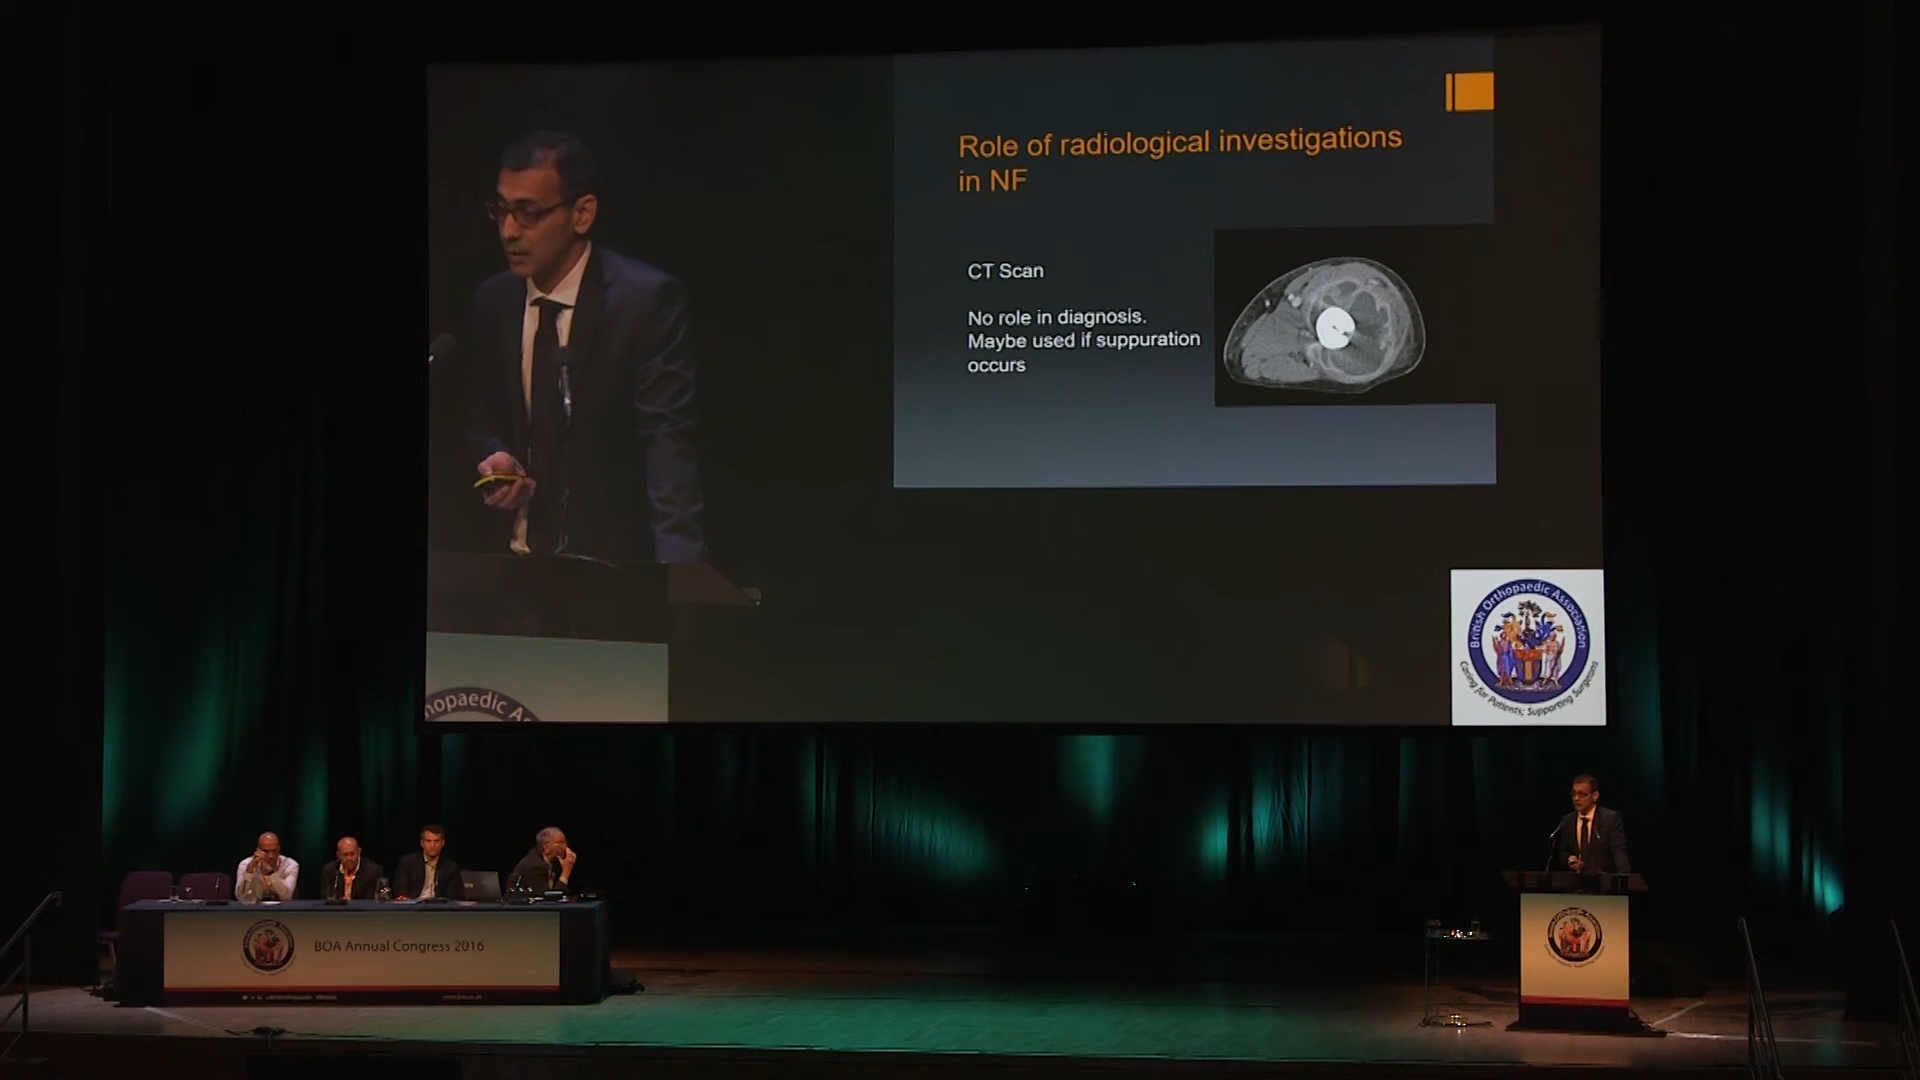 Role of radiological investigations
in NF
CT Scan
No role in diagnosis.
Maybe used if suppuration
occurs
British Orthopaedic Association
Caring for Patients; Supporting Surgeons
opaedic A
BOA Annual Congress 2016